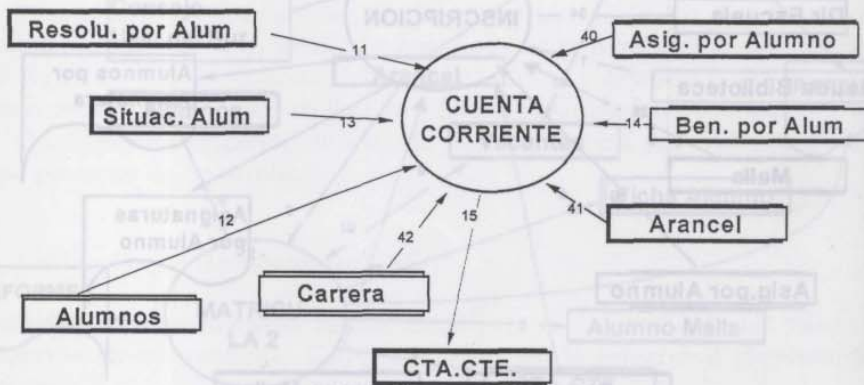 Resolu. por Alum
11
40
Asig. por Alumno
CUENTA
CORRIENTE
Situac. Alum
13
14
Ben. por Alum
12
42
15
41
Arancel
Carrera
Alumnos
CTA.CTE.